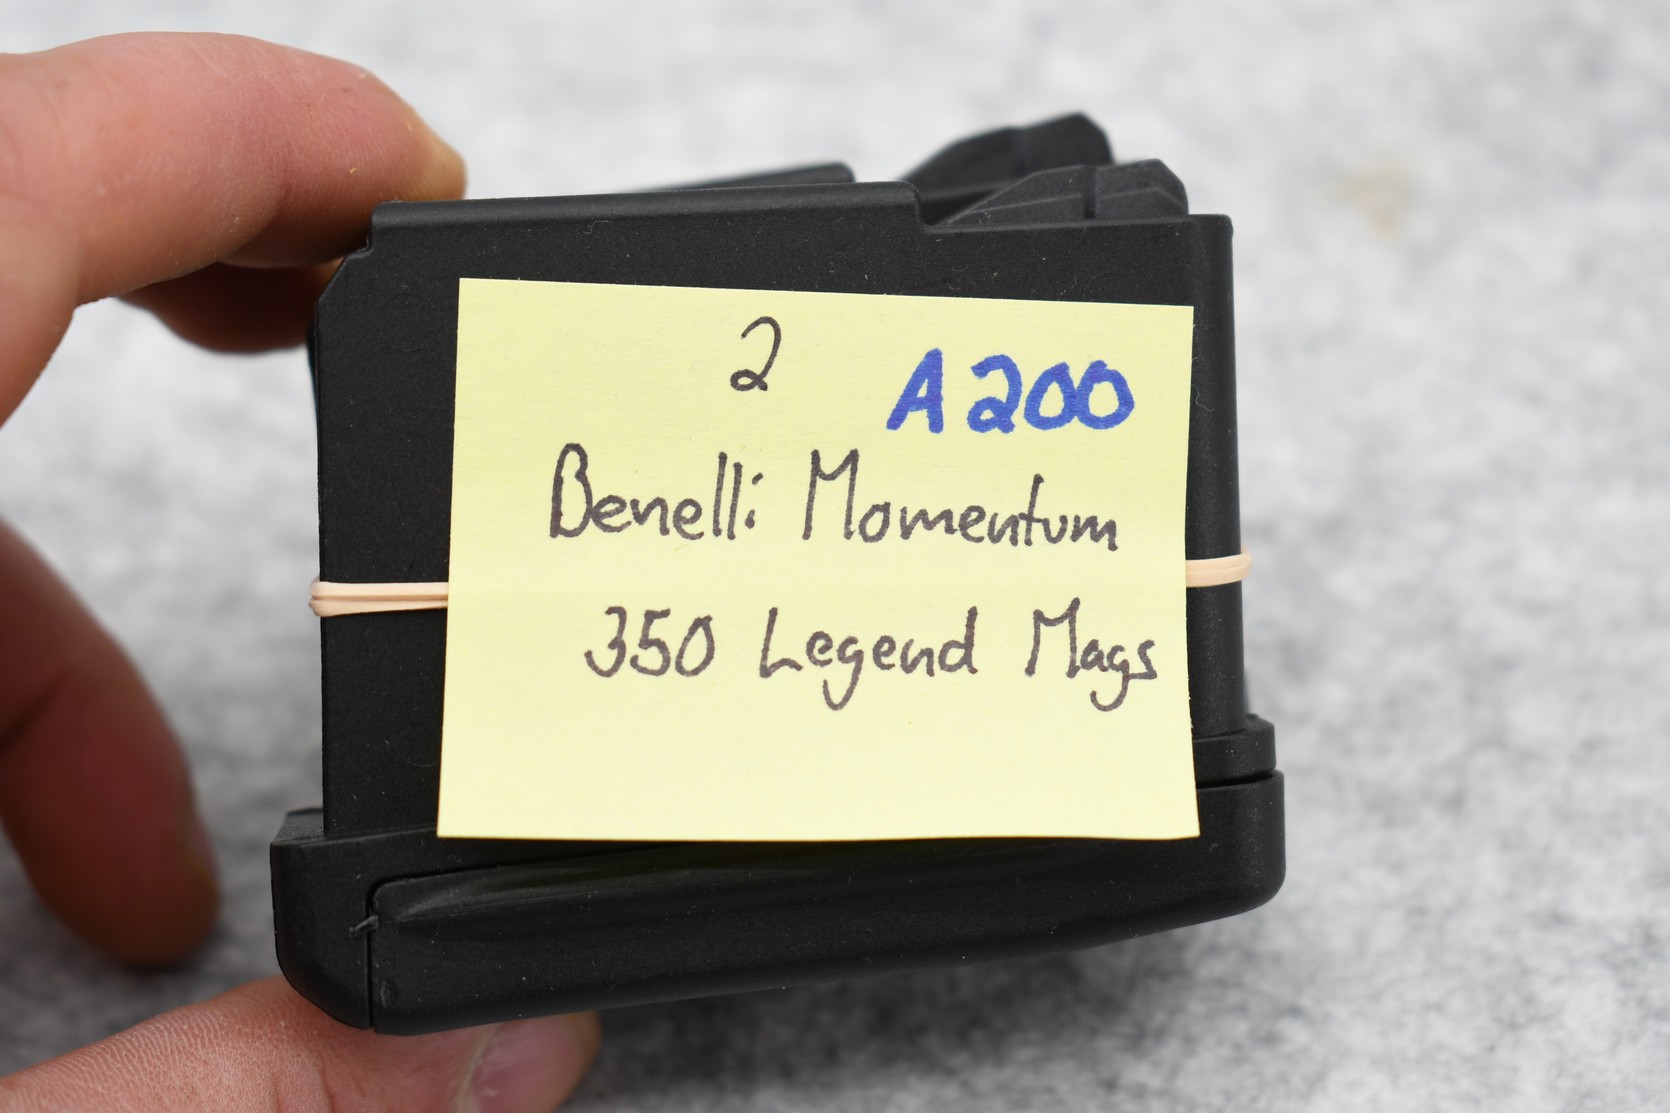 2 A200
Benelli Momentum
350 Legend Mags